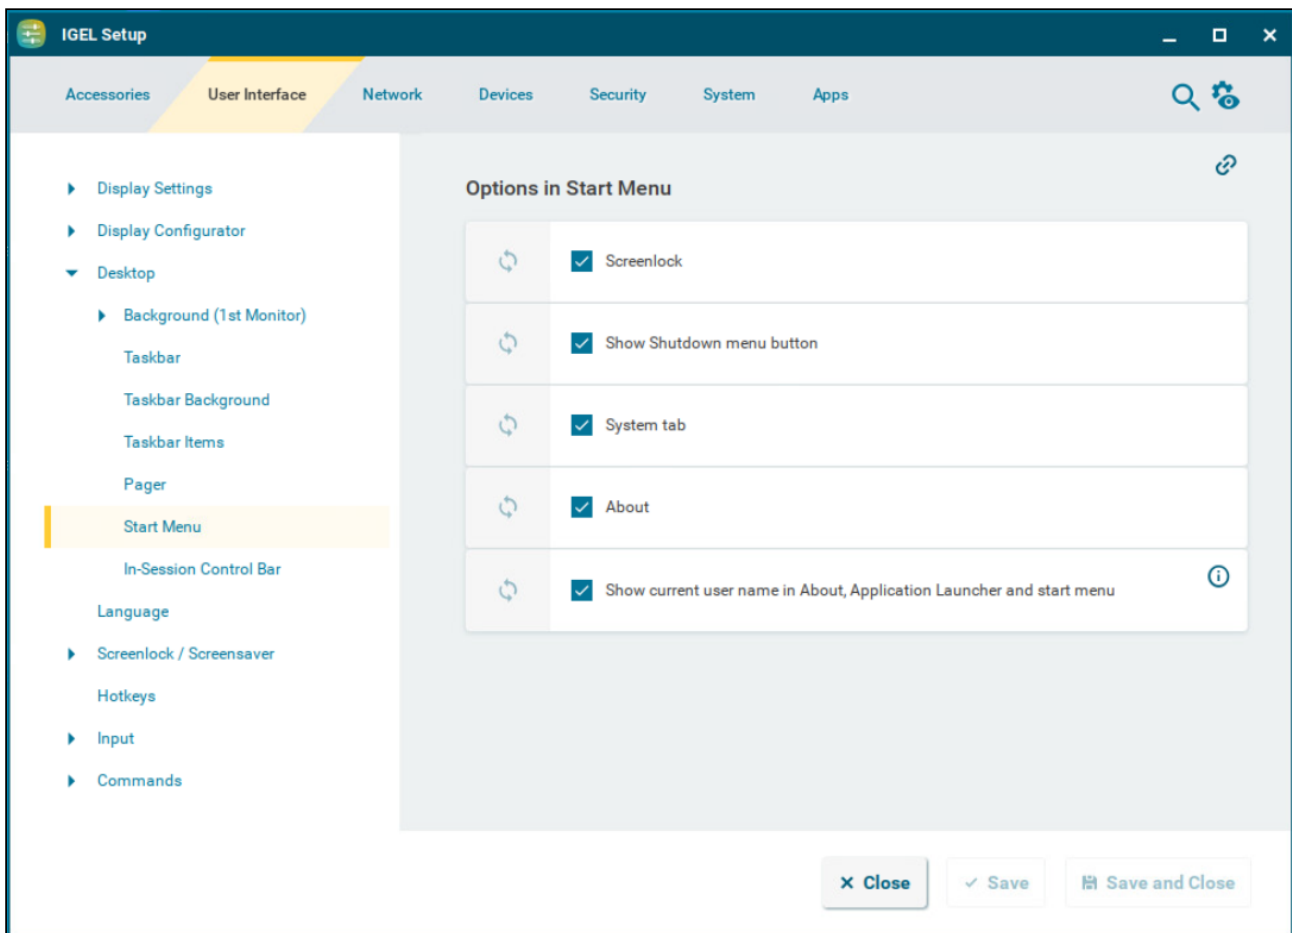 IGEL Setup
Accessories User Interface Network Devices Security System Apps
Display Settings
Display Configurator
Desktop
Background (1st Monitor)
Taskbar
Taskbar Background
Taskbar Items
Pager
Start Menu
In-Session Control Bar
Language
Screenlock / Screensaver
Hotkeys
Input
Commands
Options in Start Menu
Screenlock
Show Shutdown menu button
System tab
About
Show current user name in About, Application Launcher and start menu
Close Save Save and Close